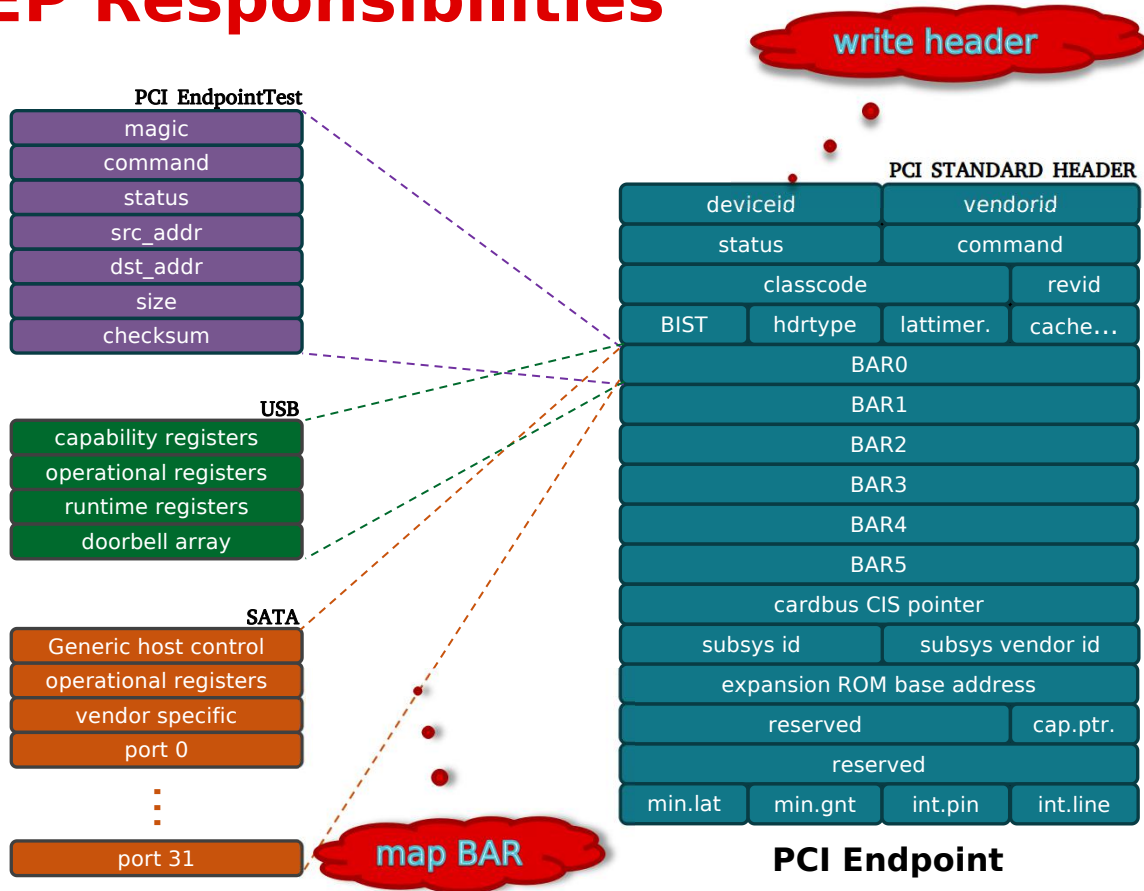 EP Responsibilities
write header
PCI EndpointTest
magic
command
status
src_addr
dst_addr
size
checksum
USB
capability registers
operational registers
runtime registers
doorbell array
SATA
Generic host control
operational registers
vendor specific
port 0
port 31
map BAR
PCI STANDARD HEADER
deviceid vendorid
status command
classcode revid
BIST hdrtype lattimer. cache...
BAR0
BAR1
BAR2
BAR3
BAR4
BAR5
cardbus CIS pointer
subsys id subsys vendor id
expansion ROM base address
reserved cap.ptr.
reserved
min.lat min.gnt int.pin int.line
PCI Endpoint